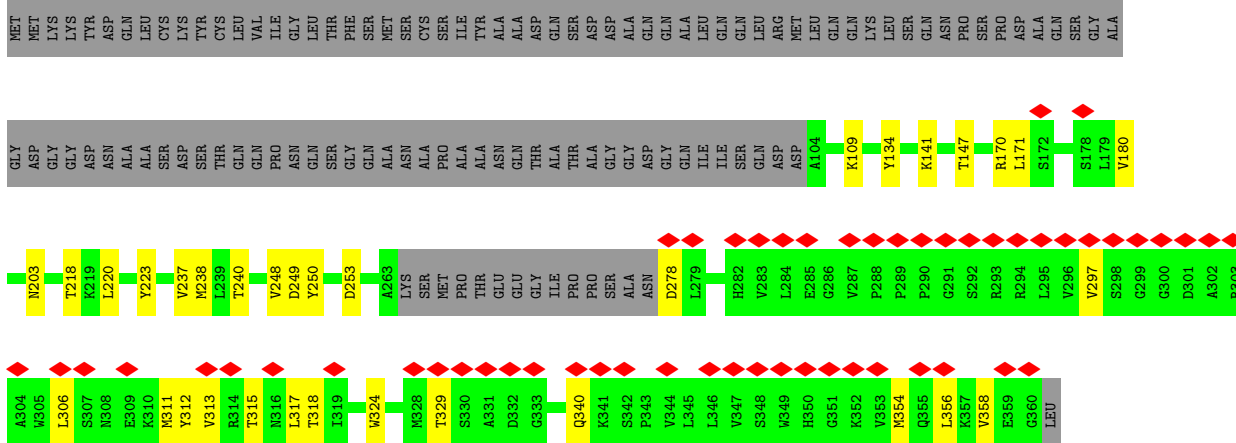 MET MET LYS LYS TYR ASP GLN LEU CYS LYS TYR CYS LEU VAL ILE GLY LEU THR PHE SER MET SER CYS SER ILE TYR ALA ALA ASP GLN SER ASP ASP ALA GLN GLN ALA LEU GLN GLN LEU ARG MET LEU GLN GLN LYS LEU SER GLN ASN PRO SER PRO ASP ALA GLN SER GLY ALA
GLY ASP GLY GLY ASP ASN ALA ALA SER ASP SER THR GLN GLN PRO ASN GLN SER GLY GLN ALA ASN ALA PRO ALA ALA ASN GLN THR ALA THR ALA GLY GLY ASP GLY GLN ILE ILE SER GLN ASP ASP A104 K109 Y134 K141 T147 R170 L171 S172 S178 L179 V180
N203 T218 K219 L220 Y223 V237 M238 L239 T240 V248 D249 Y250 D253 A263 LYS SER MET PRO THR GLU GLU GLY ILE PRO PRO SER ALA ASN D278 L279 H282 V283 L284 E285 G286 V287 P288 P289 P290 G291 S292 R293 R294 L295 V296 V297 S298 G299 G300 D301 A302
A304 W305 L306 S307 N308 E309 K310 M311 Y312 V313 R314 T315 N316 L317 T318 I319 W324 M328 T329 S330 A331 D332 G333 Q340 K341 S342 P343 V344 L345 L346 V347 S348 W349 H350 G351 K352 V353 M354 Q355 L356 K357 V358 E359 G360 LEU